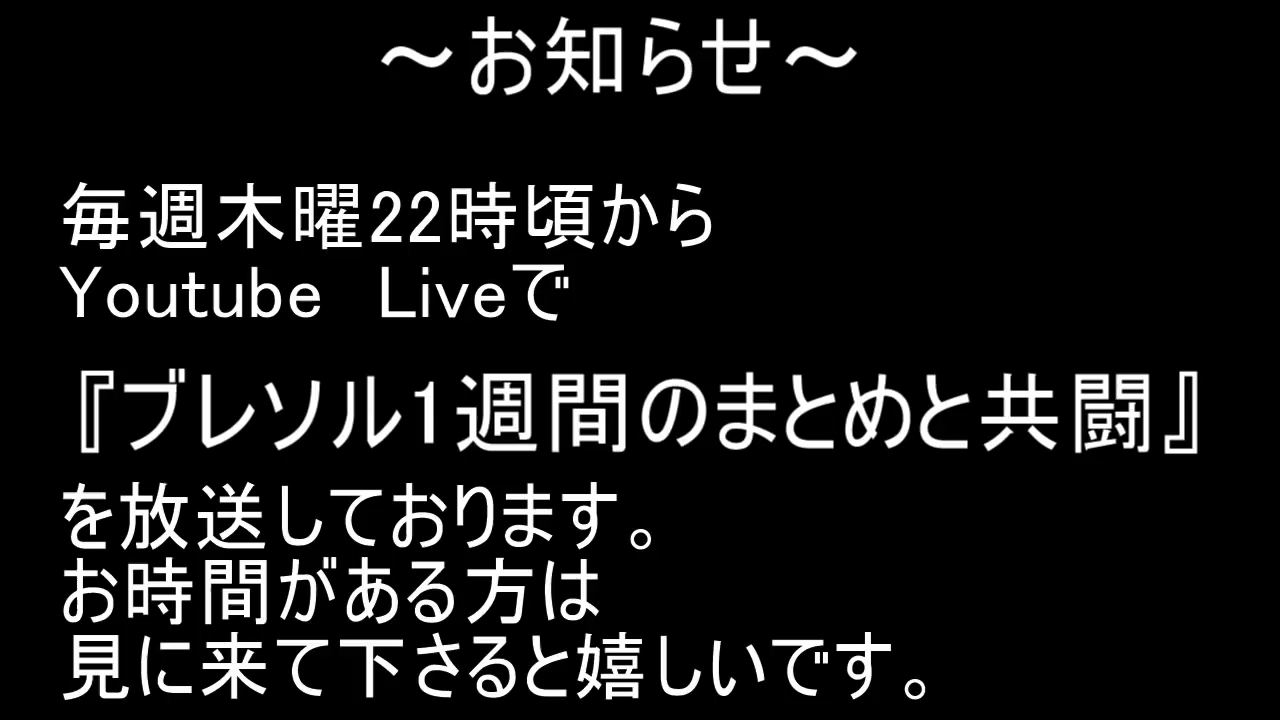 ～お知らせ～
毎週木曜22時頃から
Youtube　Liveで
『ブレソル1週間のまとめと共闘』
を放送しております。
お時間がある方は
見に来て下さると嬉しいです。